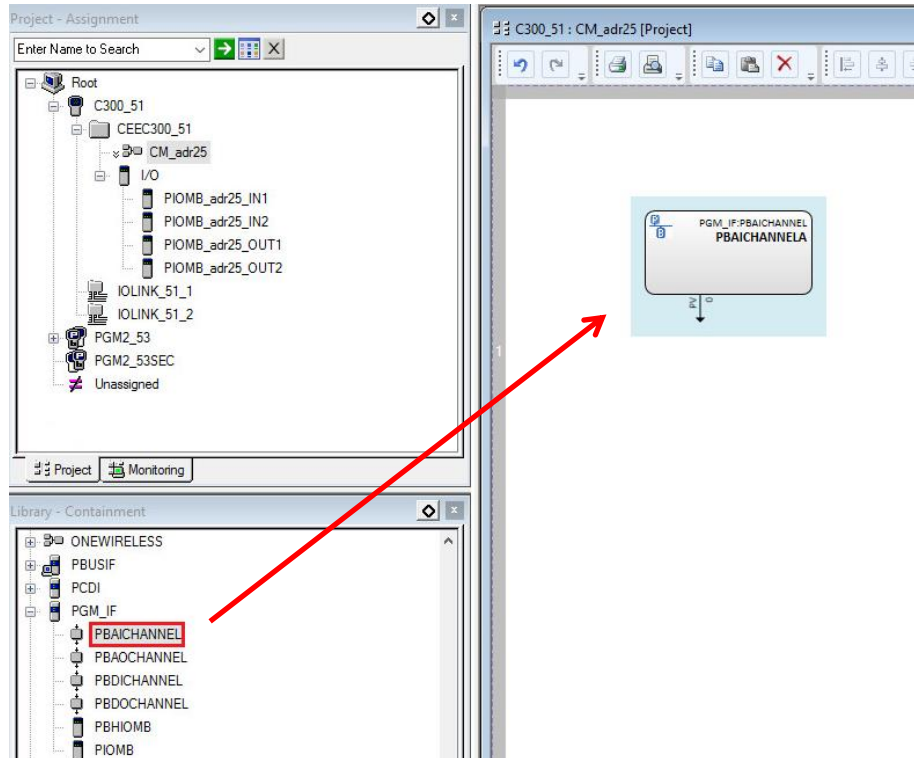 Project - Assignment
Enter Name to Search
Root
C300_51
CEEC300_51
CM_adr25
I/O
PIOMB_adr25_IN1
PIOMB_adr25_IN2
PIOMB_adr25_OUT1
PIOMB_adr25_OUT2
IOLINK_51_1
IOLINK_51_2
PGM2_53
PGM2_53SEC
Unassigned
Project
Monitoring
Library - Containment
ONEWIRELESS
PBUSIF
PCDI
PGM_IF
PBAICHANNEL
PBAOCHANNEL
PBDICHANNEL
PBDOCHANNEL
PBHIOMB
PIOMB
C300_51 : CM_adr25 [Project]
PGM_IF:PBAICHANNEL
PBAICHANNELA
PV
0
1